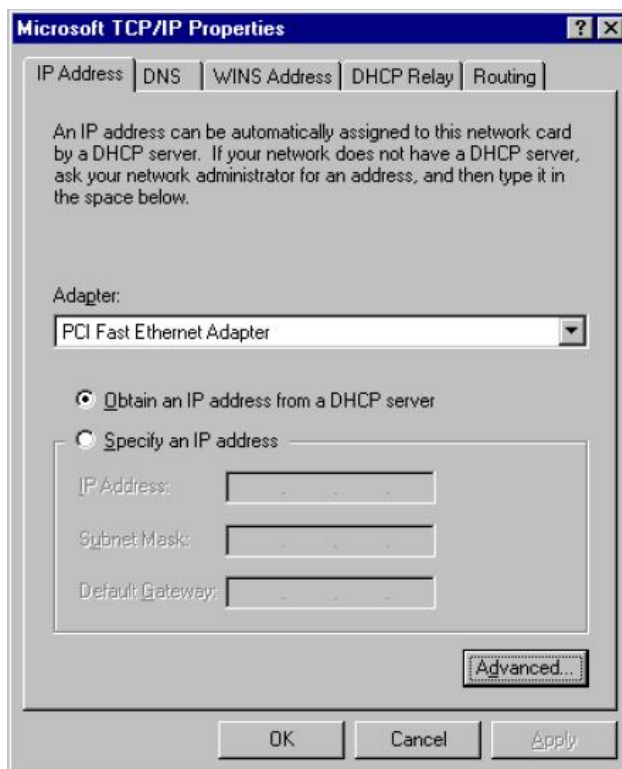 Microsoft TCP/IP Properties
IP Address DNS WINS Address DHCP Relay Routing
An IP address can be automatically assigned to this network card
by a DHCP server. If your network does not have a DHCP server,
ask your network administrator for an address, and then type it in
the space below.
Adapter:
PCI Fast Ethernet Adapter
Obtain an IP address from a DHCP server
Specify an IP address
IP Address:
Subnet Mask:
Default Gateway:
Advanced...
OK Cancel Apply